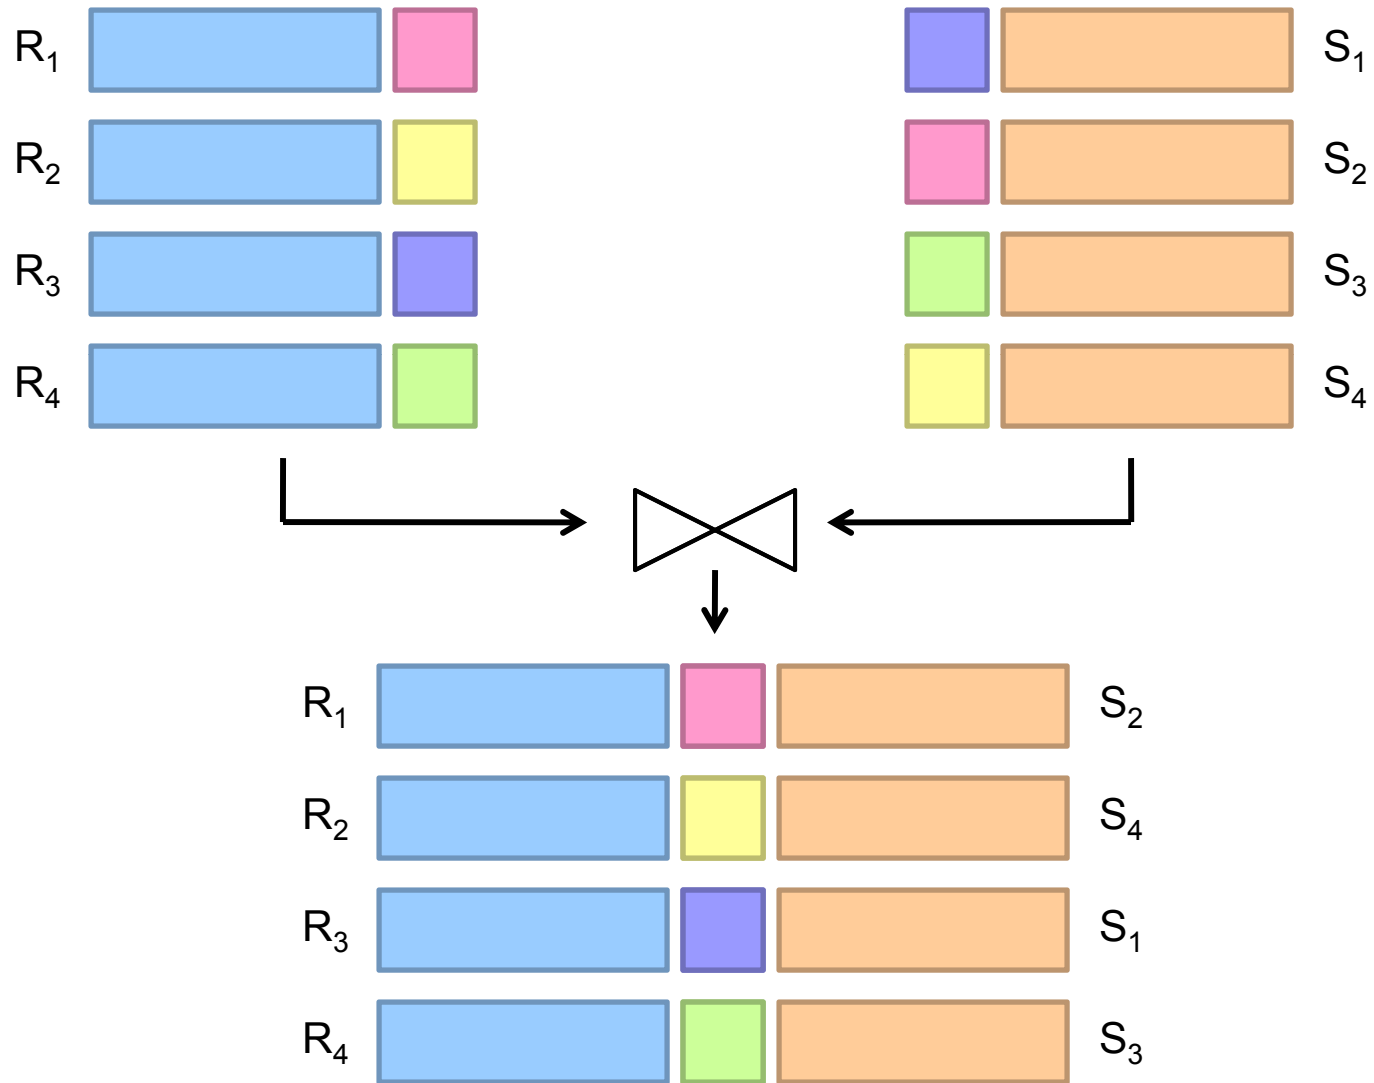 R₁ S₁
R₂ S₂
R₃ S₃
R₄ S₄
R₁ S₂
R₂ S₄
R₃ S₁
R₄ S₃